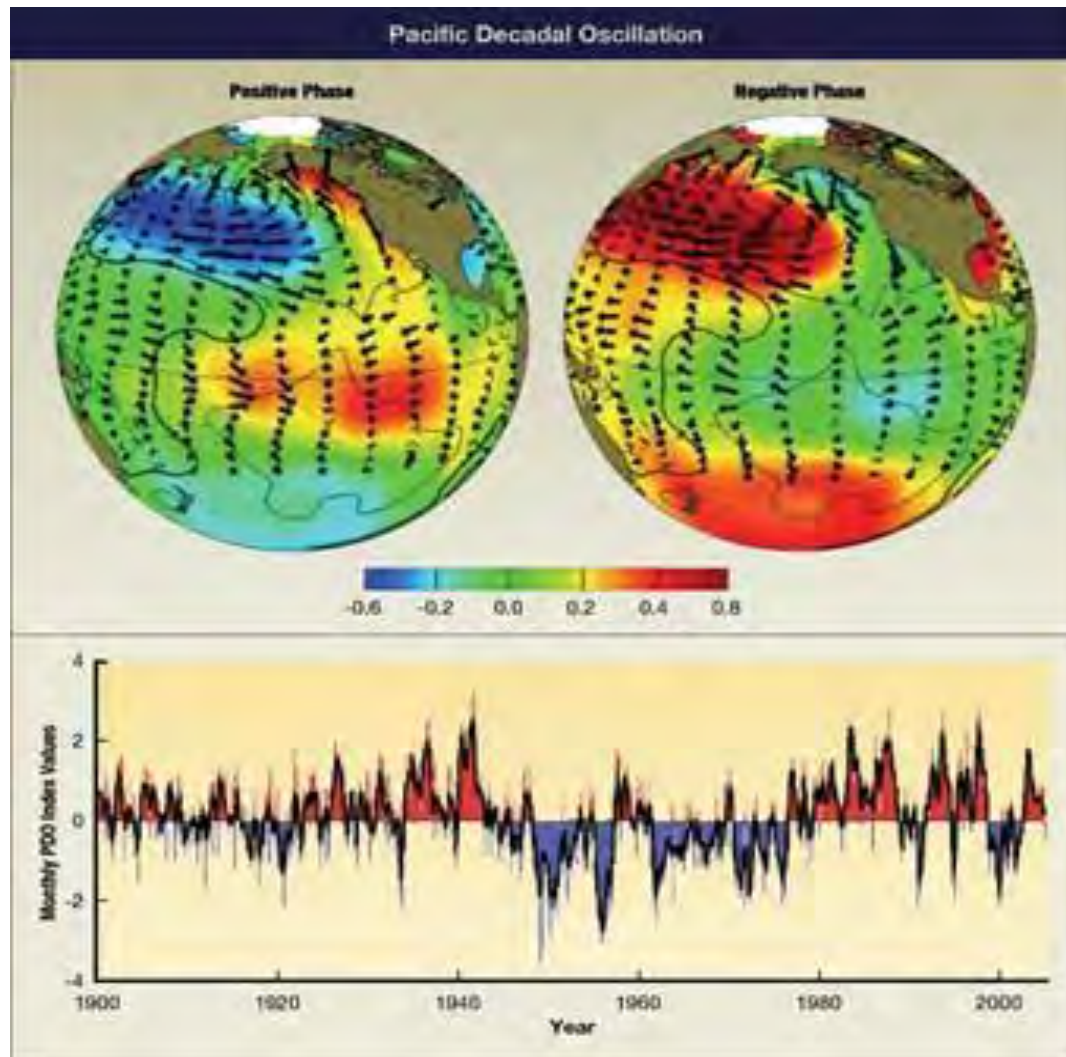 Pacific Decadal Oscillation
Positive Phase
Negative Phase
-0.6 -0.2 0.0 0.2 0.4 0.8
Monthly PDO Index Values
4
2
0
-2
-4
1900 1920 1940 1960 1980 2000
Year